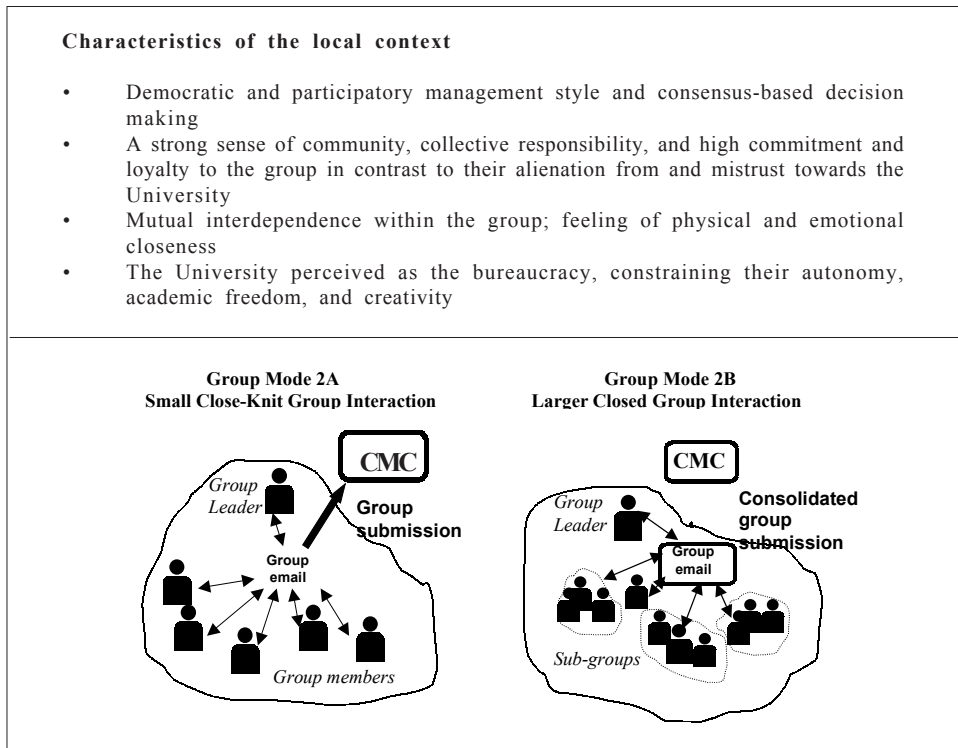 Characteristics of the local context
• Democratic and participatory management style and consensus-based decision
making
• A strong sense of community, collective responsibility, and high commitment and
loyalty to the group in contrast to their alienation from and mistrust towards the
University
• Mutual interdependence within the group; feeling of physical and emotional
closeness
• The University perceived as the bureaucracy, constraining their autonomy,
academic freedom, and creativity
Group Mode 2A
Small Close-Knit Group Interaction
CMC
Group
Leader
Group
submission
Group
email
Group members
Group Mode 2B
Larger Closed Group Interaction
CMC
Group
Leader
Consolidated
group
submission
Group
email
Sub-groups